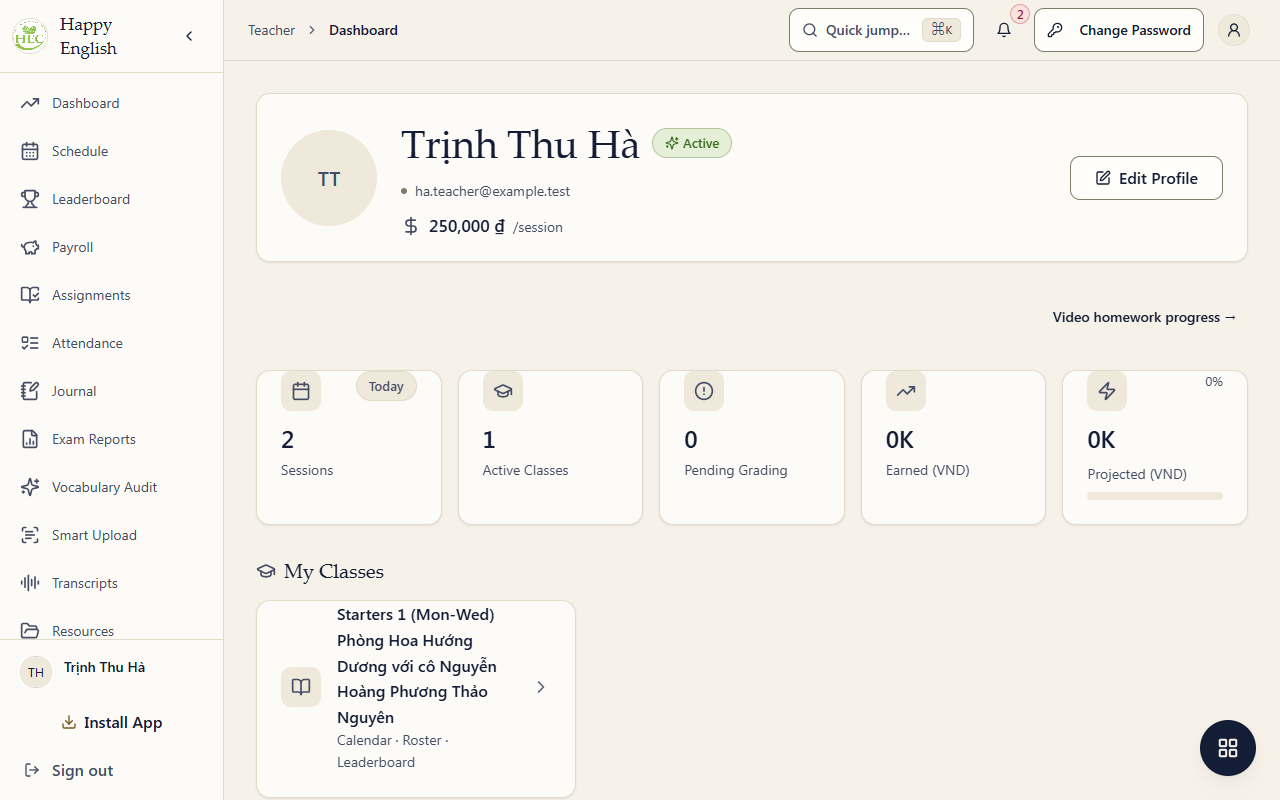 HEC
Happy
English
Dashboard
Schedule
Leaderboard
Payroll
Assignments
Attendance
Journal
Exam Reports
Vocabulary Audit
Smart Upload
Transcripts
Resources
TH
Trịnh Thu Hà
Install App
Sign out
Teacher
Dashboard
Quick jump...
⌘K
2
Change Password
TT
Trịnh Thu Hà
Active
ha.teacher@example.test
250,000 ₫ /session
Edit Profile
Video homework progress →
Today
2
Sessions
1
Active Classes
0
Pending Grading
0K
Earned (VND)
0%
0K
Projected (VND)
My Classes
Starters 1 (Mon-Wed)
Phòng Hoa Hướng
Dương với cô Nguyễn
Hoàng Phương Thảo
Nguyên
Calendar · Roster ·
Leaderboard